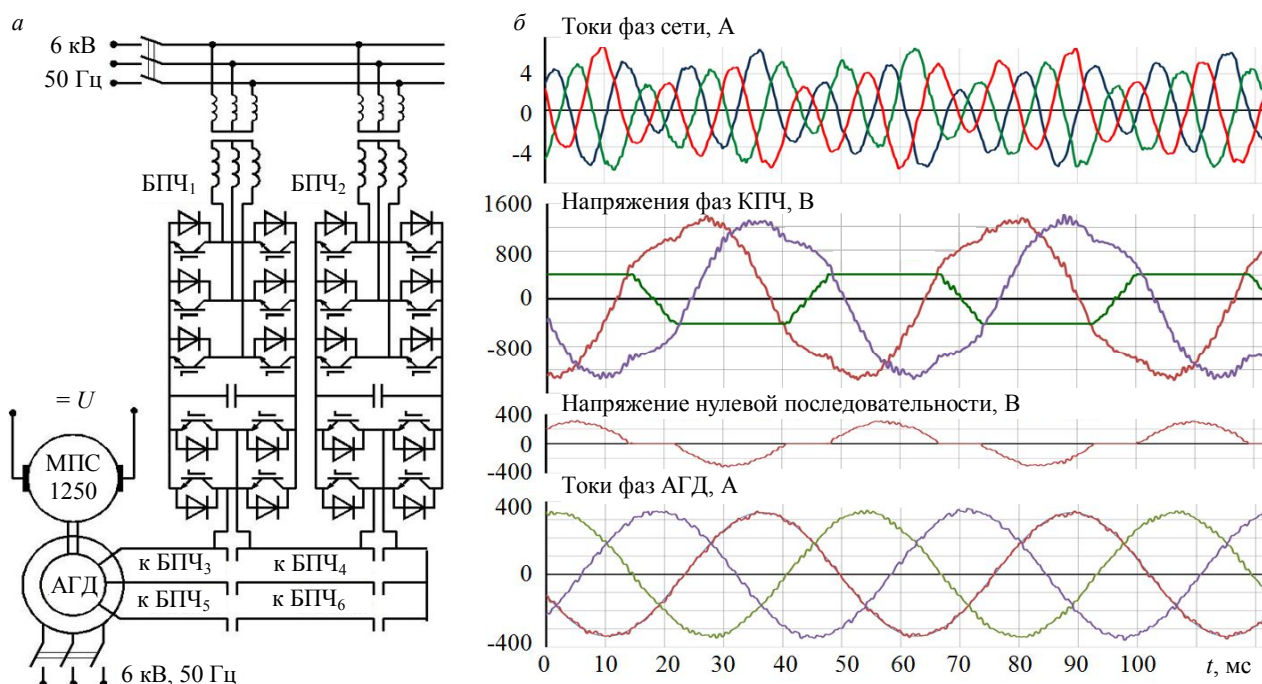 а
6 кВ
50 Гц
БПЧ₁
БПЧ₂
= U
МПС
1250
АГД
к БПЧ₃
к БПЧ₄
к БПЧ₅
к БПЧ₆
6 кВ, 50 Гц
б
Токи фаз сети, А
4
0
-4
Напряжения фаз КПЧ, В
1600
800
0
-800
Напряжение нулевой последовательности, В
400
0
-400
Токи фаз АГД, А
400
0
-400
0 10 20 30 40 50 60 70 80 90 100 t, мс